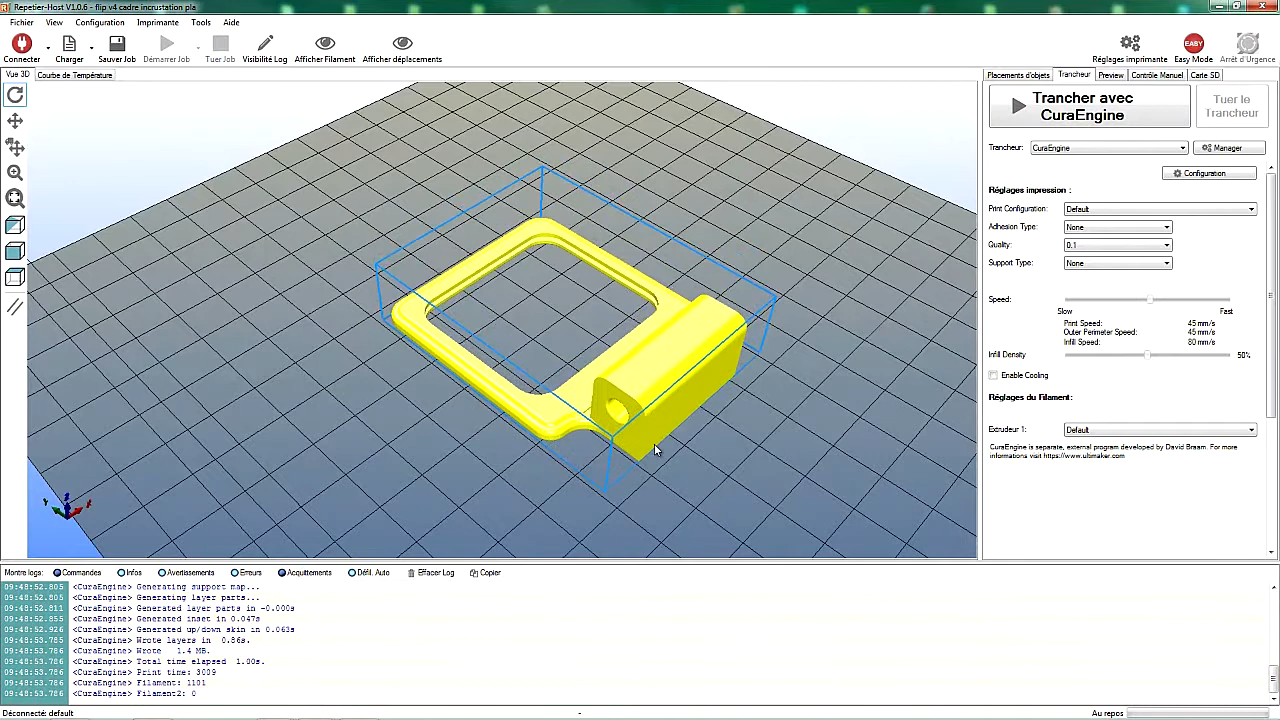 Repetier-Host V1.0.6 - flip v4 cadre incrustation pla
Fichier View Configuration Imprimante Tools Aide
Connecter Charger Sauver Job Démarrer Job Tuer Job Visibilité Log Afficher Filament Afficher déplacements Réglages imprimante EASY Easy Mode Arrêt d'Urgence
Vue 3D Courbe de Température
Placements d'objets Trancheur Preview Contrôle Manuel Carte SD
Trancher avec
CuraEngine
Tuer le
Trancheur
Trancheur: CuraEngine Manager
Configuration
Réglages impression :
Print Configuration: Default
Adhesion Type: None
Quality: 0.1
Support Type: None
Speed:
Slow Fast
Print Speed: 45 mm/s
Outer Perimeter Speed: 45 mm/s
Infill Speed: 80 mm/s
Infill Density 50%
Enable Cooling
Réglages du Filament:
Extrudeur 1: Default
CuraEngine is separate, external program developed by David Braam. For more
informations visit https://www.ultimaker.com
Montre logs: Commandes Infos Avertissements Erreurs Acquittements Défil. Auto Effacer Log Copier
09:48:52.805 <CuraEngine> Generating support map...
09:48:52.805 <CuraEngine> Generating layer parts...
09:48:52.811 <CuraEngine> Generated layer parts in -0.000s
09:48:52.855 <CuraEngine> Generated inset in 0.047s
09:48:52.926 <CuraEngine> Generated up/down skin in 0.063s
09:48:53.785 <CuraEngine> Wrote layers in 0.86s.
09:48:53.786 <CuraEngine> Wrote 1.4 MB.
09:48:53.786 <CuraEngine> Total time elapsed 1.00s.
09:48:53.786 <CuraEngine> Print time: 3009
09:48:53.786 <CuraEngine> Filament: 1101
09:48:53.786 <CuraEngine> Filament2: 0
Déconnecté: default - Au repos